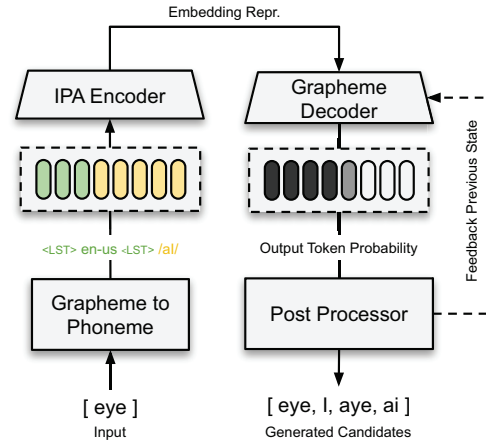 Embedding Repr.
IPA Encoder
Grapheme
Decoder
<LST> en-us <LST> /aI/
Output Token Probability
Feedback Previous State
Grapheme to
Phoneme
Post Processor
[ eye ]
Input
[ eye, I, aye, ai ]
Generated Candidates